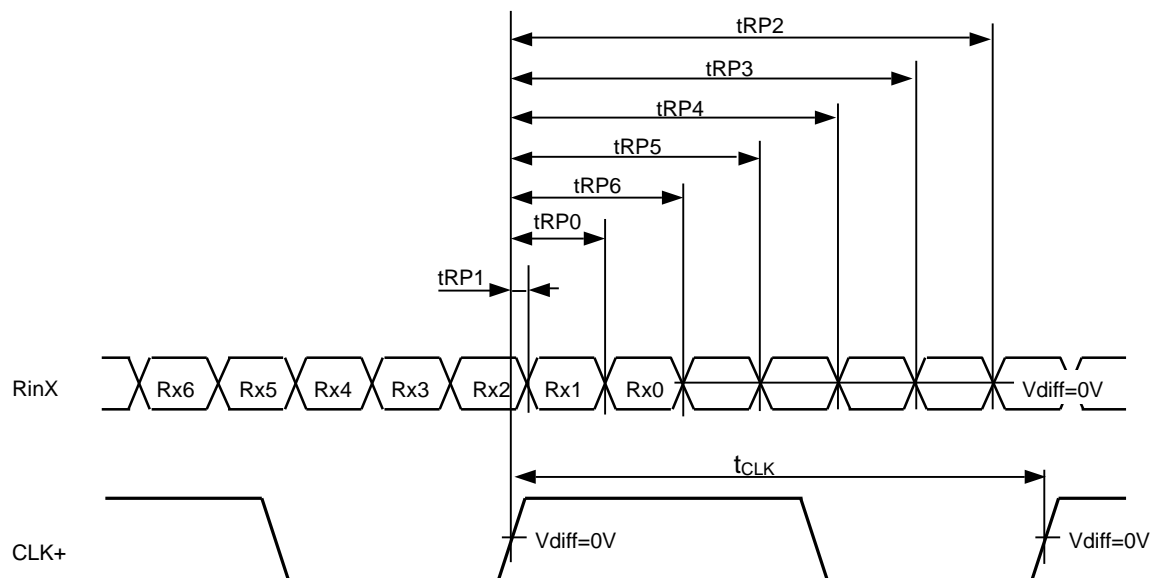 tRP2
tRP3
tRP4
tRP5
tRP6
tRP0
tRP1
RinX Rx6 Rx5 Rx4 Rx3 Rx2 Rx1 Rx0 Vdiff=0V
tCLK
CLK+ Vdiff=0V Vdiff=0V